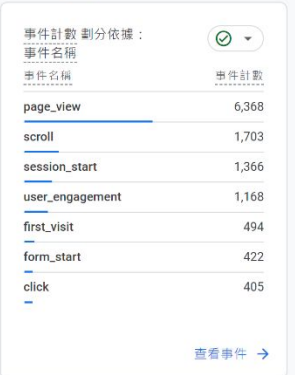 事件計數 劃分依據：
事件名稱
事件名稱 事件計數
page_view 6,368
scroll 1,703
session_start 1,366
user_engagement 1,168
first_visit 494
form_start 422
click 405
查看事件